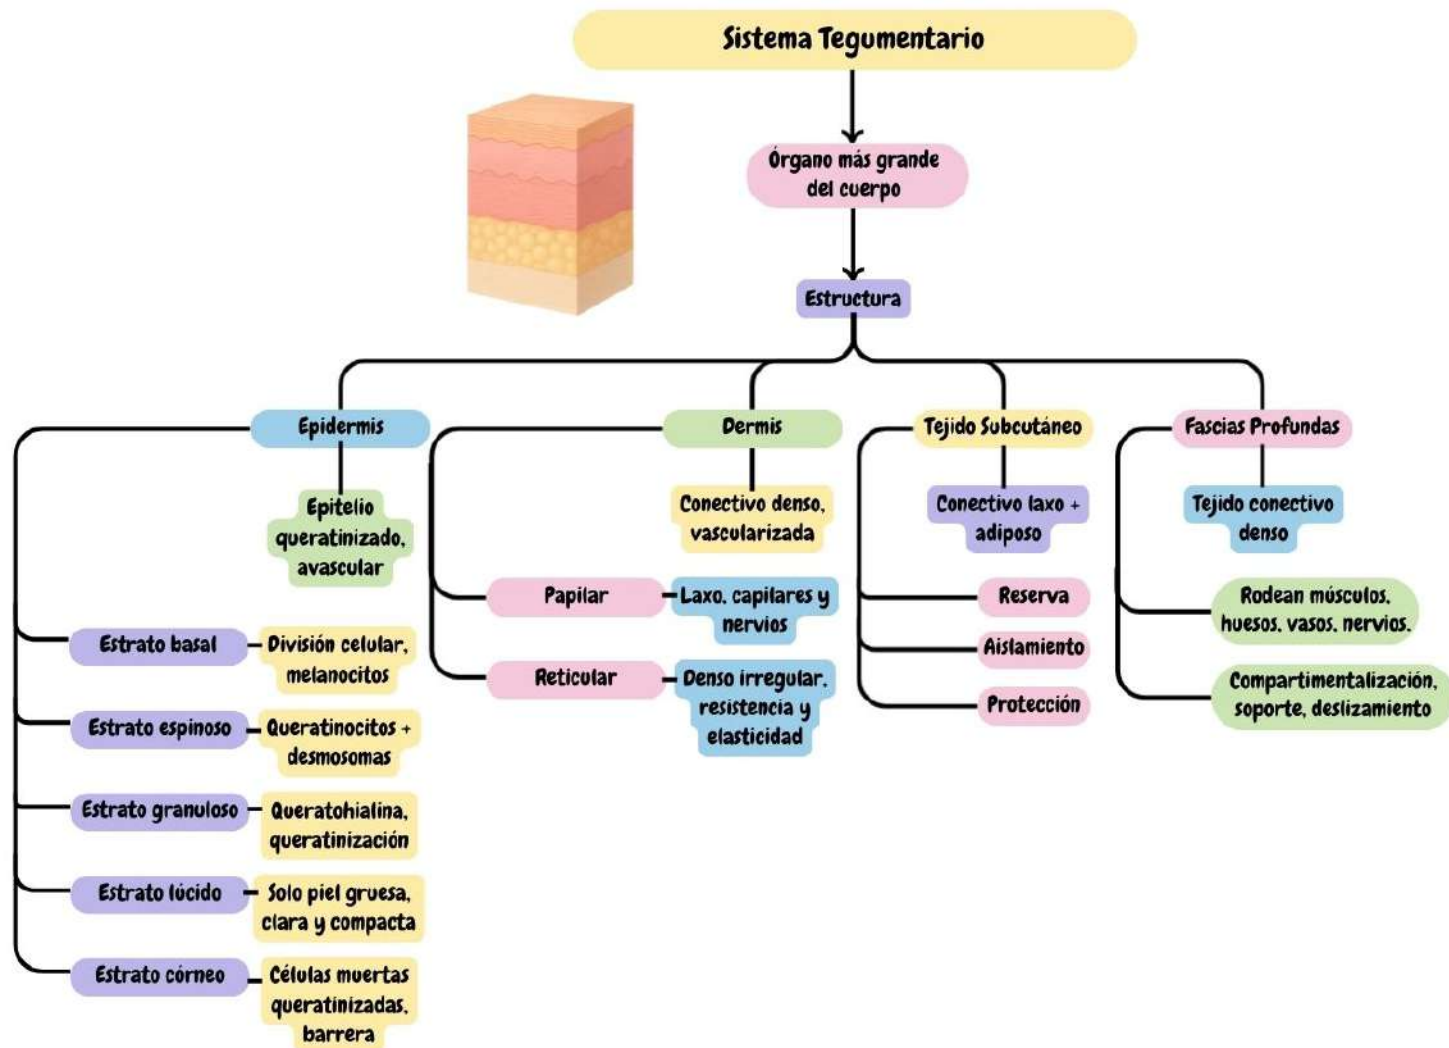 Sistema Tegumentario
Órgano más grande
del cuerpo
Estructura
Epidermis
Epitelio
queratinizado,
avascular
Estrato basal
División celular,
melanocitos
Estrato espinoso
Queratinocitos +
desmosomas
Estrato granuloso
Queratohialina,
queratinización
Estrato lúcido
Solo piel gruesa,
clara y compacta
Estrato córneo
Células muertas
queratinizadas,
barrera
Dermis
Conectivo denso,
vascularizada
Papilar
Laxo, capilares y
nervios
Reticular
Denso irregular,
resistencia y
elasticidad
Tejido Subcutáneo
Conectivo laxo +
adiposo
Reserva
Aislamiento
Protección
Fascias Profundas
Tejido conectivo
denso
Rodean músculos,
huesos, vasos, nervios.
Compartimentalización,
soporte, deslizamiento